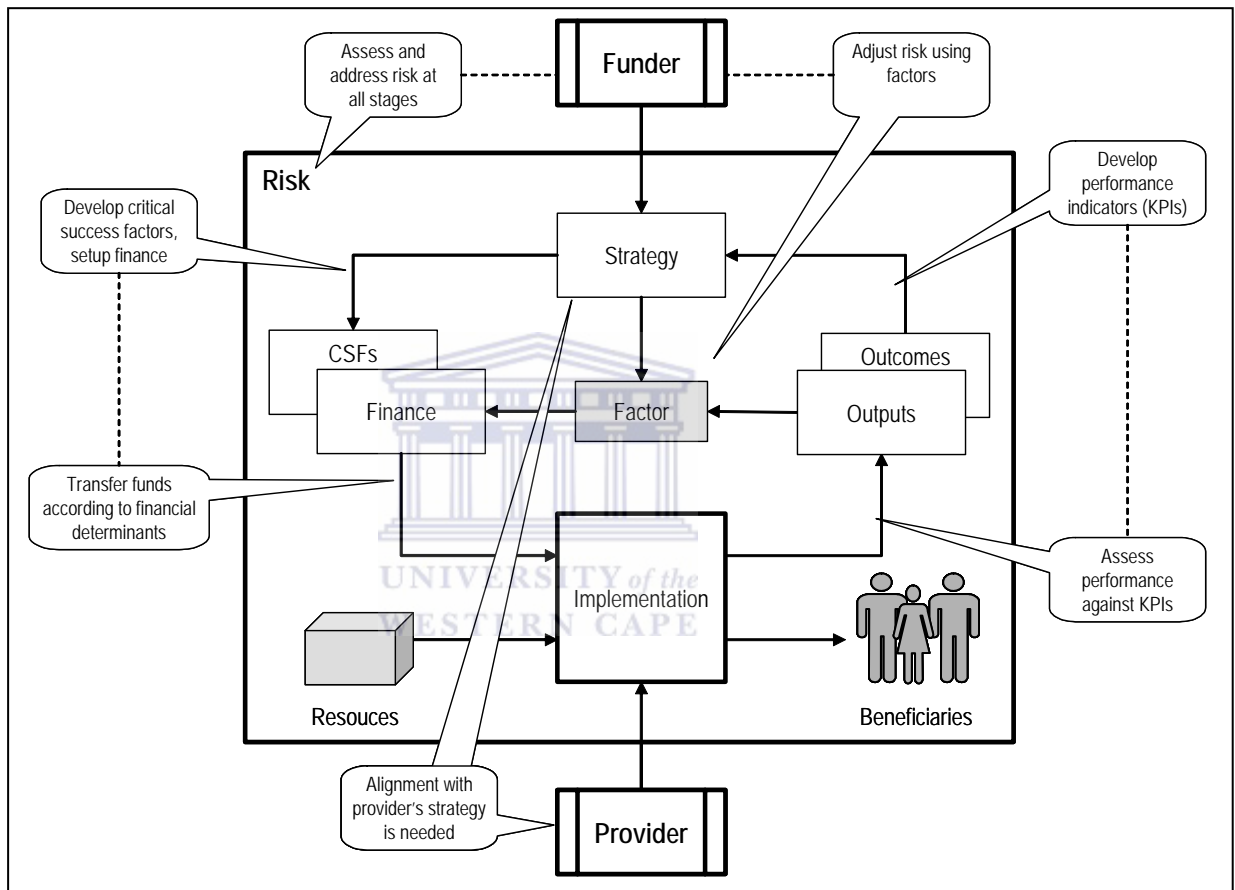 Assess and
address risk at
all stages
Funder
Adjust risk using
factors
Risk
Develop
performance
indicators (KPIs)
Develop critical
success factors,
setup finance
Strategy
CSFs
Finance
Factor
Outcomes
Outputs
Transfer funds
according to financial
determinants
UNIVERSITY of the
WESTERN CAPE
Implementation
Assess
performance
against KPIs
Resouces
Beneficiaries
Alignment with
provider's strategy
is needed
Provider